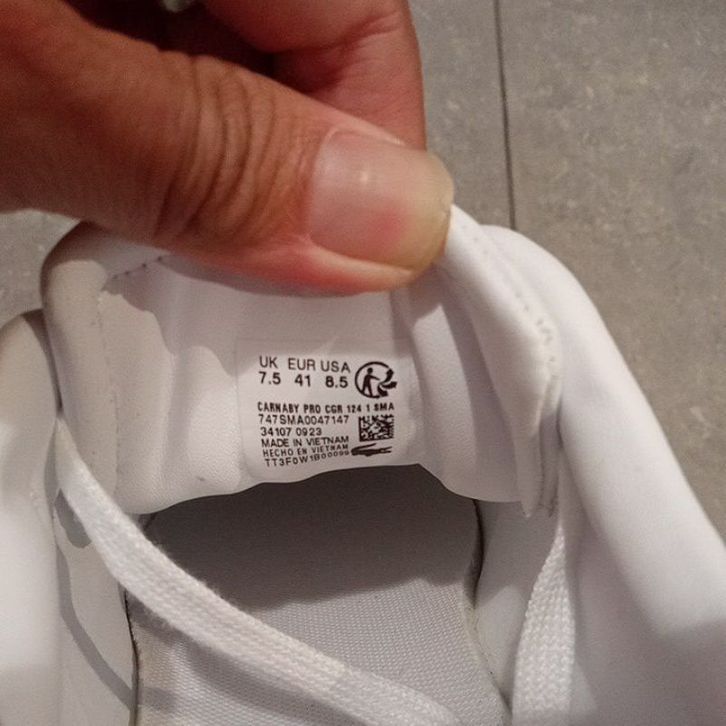 UK EUR USA
7.5 41 8.5
CARNABY PRO CGR 124 1 SMA
747SMA0047147
34107 0923
MADE IN VIETNAM
HECHO EN VIETNAM
TT3F0W1B00099